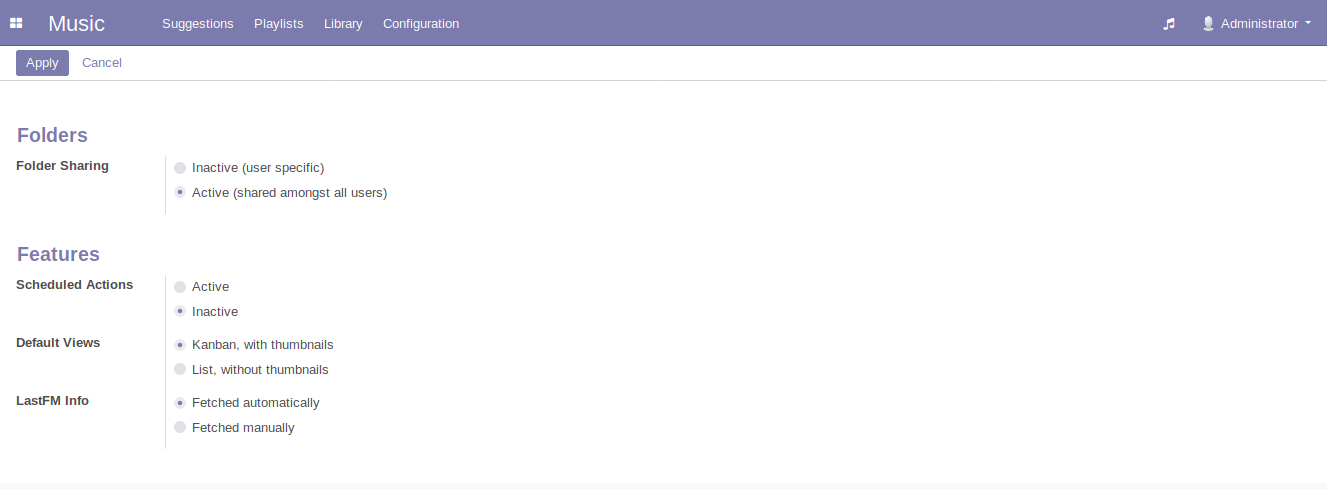 Music Suggestions Playlists Library Configuration Administrator
Apply Cancel
Folders
Folder Sharing
Inactive (user specific)
Active (shared amongst all users)
Features
Scheduled Actions
Active
Inactive
Default Views
Kanban, with thumbnails
List, without thumbnails
LastFM Info
Fetched automatically
Fetched manually